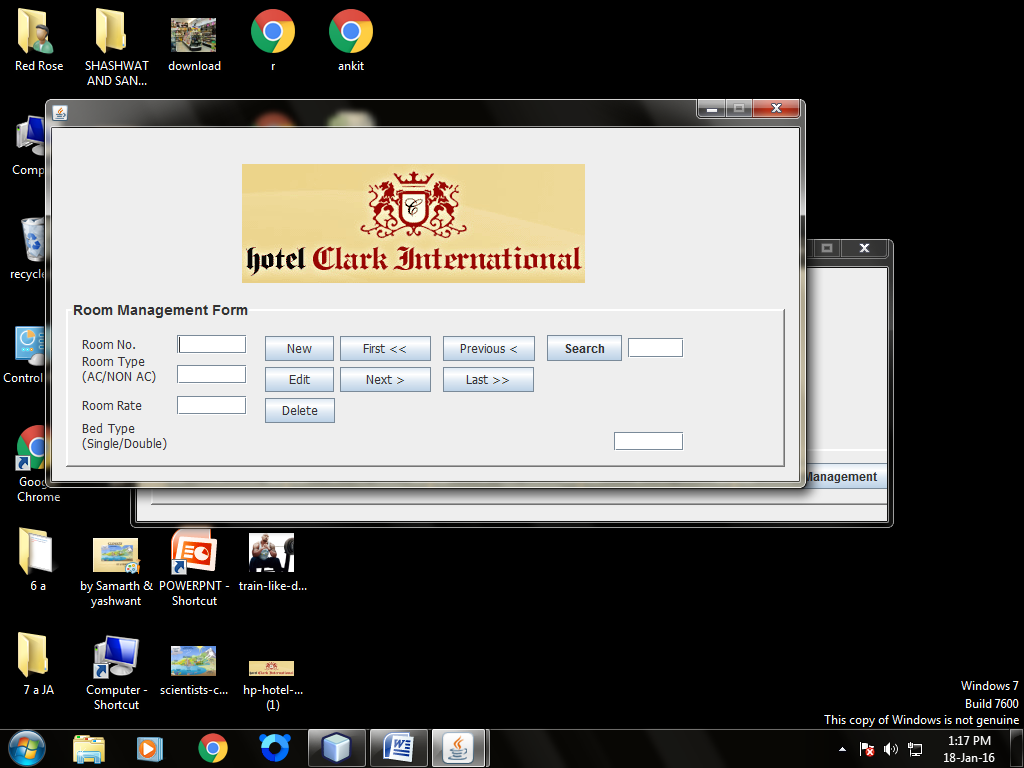 Red Rose
SHASHWAT
AND SAN...
download
r
ankit
Comp
recycle
Control
Goog
Chrome
hotel Clark International
Room Management Form
Room No.
Room Type
(AC/NON AC)
Room Rate
Bed Type
(Single/Double)
New
First <<
Previous <
Search
Edit
Next >
Last >>
Delete
Management
6 a
by Samarth &
yashwant
POWERPNT -
Shortcut
train-like-d...
7 a JA
Computer -
Shortcut
scientists-c...
hp-hotel-...
(1)
Windows 7
Build 7600
This copy of Windows is not genuine
1:17 PM
18-Jan-16